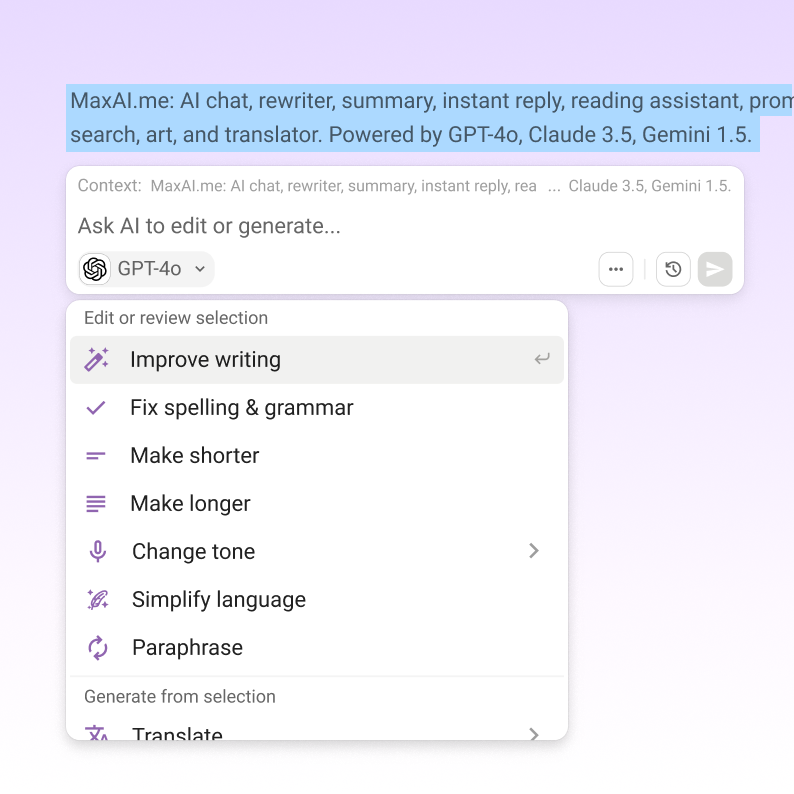 MaxAI.me: AI chat, rewriter, summary, instant reply, reading assistant,
search, art, and translator. Powered by GPT-4o, Claude 3.5, Gemini 1.5.
Context: MaxAI.me: AI chat, rewriter, summary, instant reply, rea ... Claude 3.5, Gemini 1.5.
Ask AI to edit or generate...
GPT-4o
Edit or review selection
Improve writing
Fix spelling & grammar
Make shorter
Make longer
Change tone
Simplify language
Paraphrase
Generate from selection
Translate